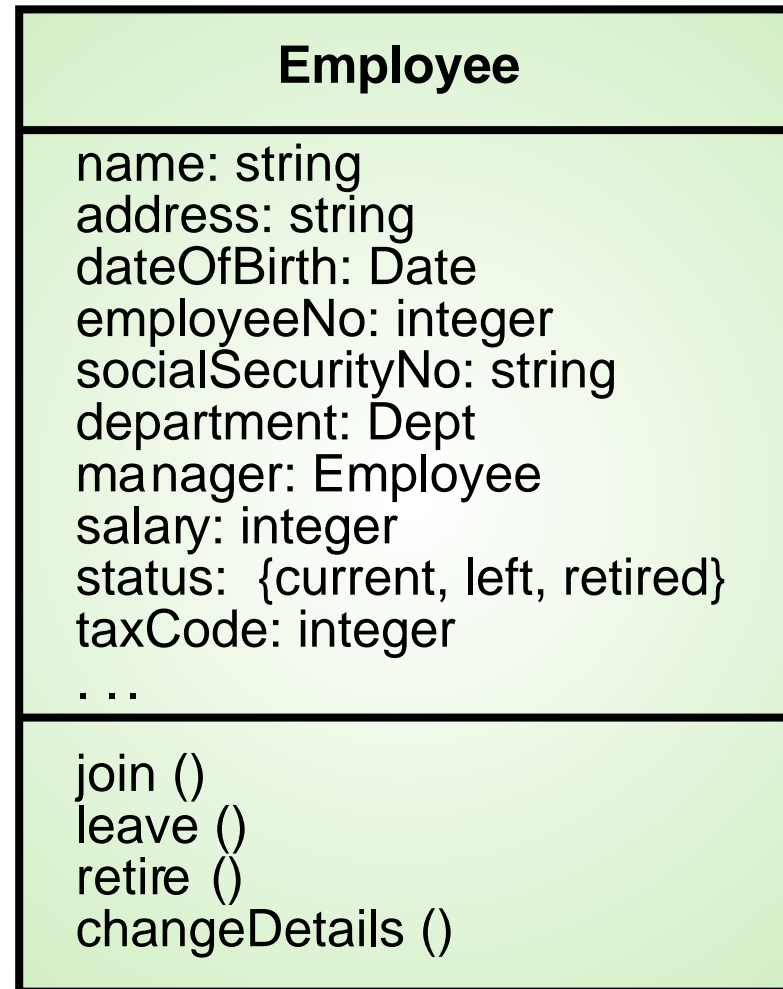 Employee
name: string
address: string
dateOfBirth: Date
employeeNo: integer
socialSecurityNo: string
department: Dept
manager: Employee
salary: integer
status:  {current, left, retired}
taxCode: integer
. . .
join ()
leave ()
retire ()
changeDetails ()